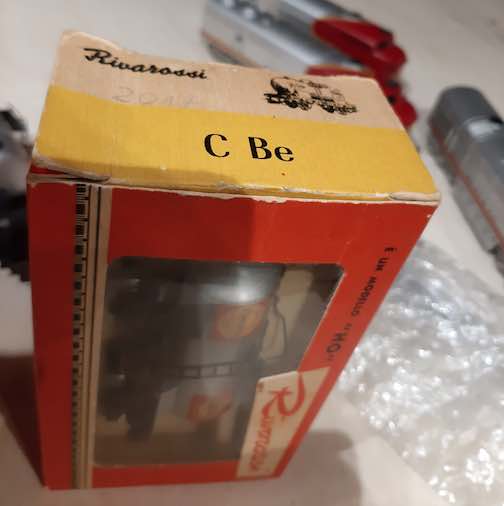 Rivarossi
C Be
È UN MODELLO "HO"
Rivarossi